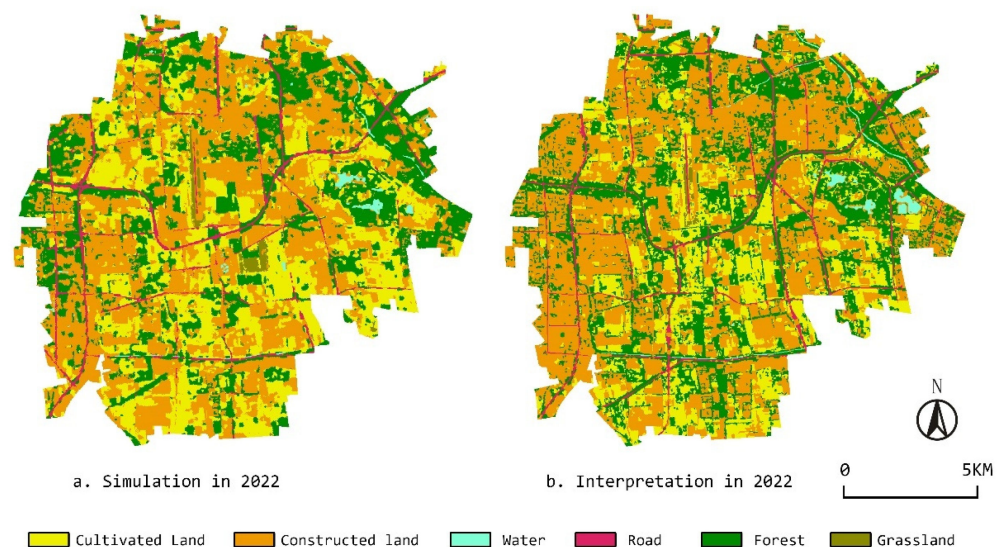 N
a. Simulation in 2022
b. Interpretation in 2022
0 5KM
Cultivated Land Constructed land Water Road Forest Grassland